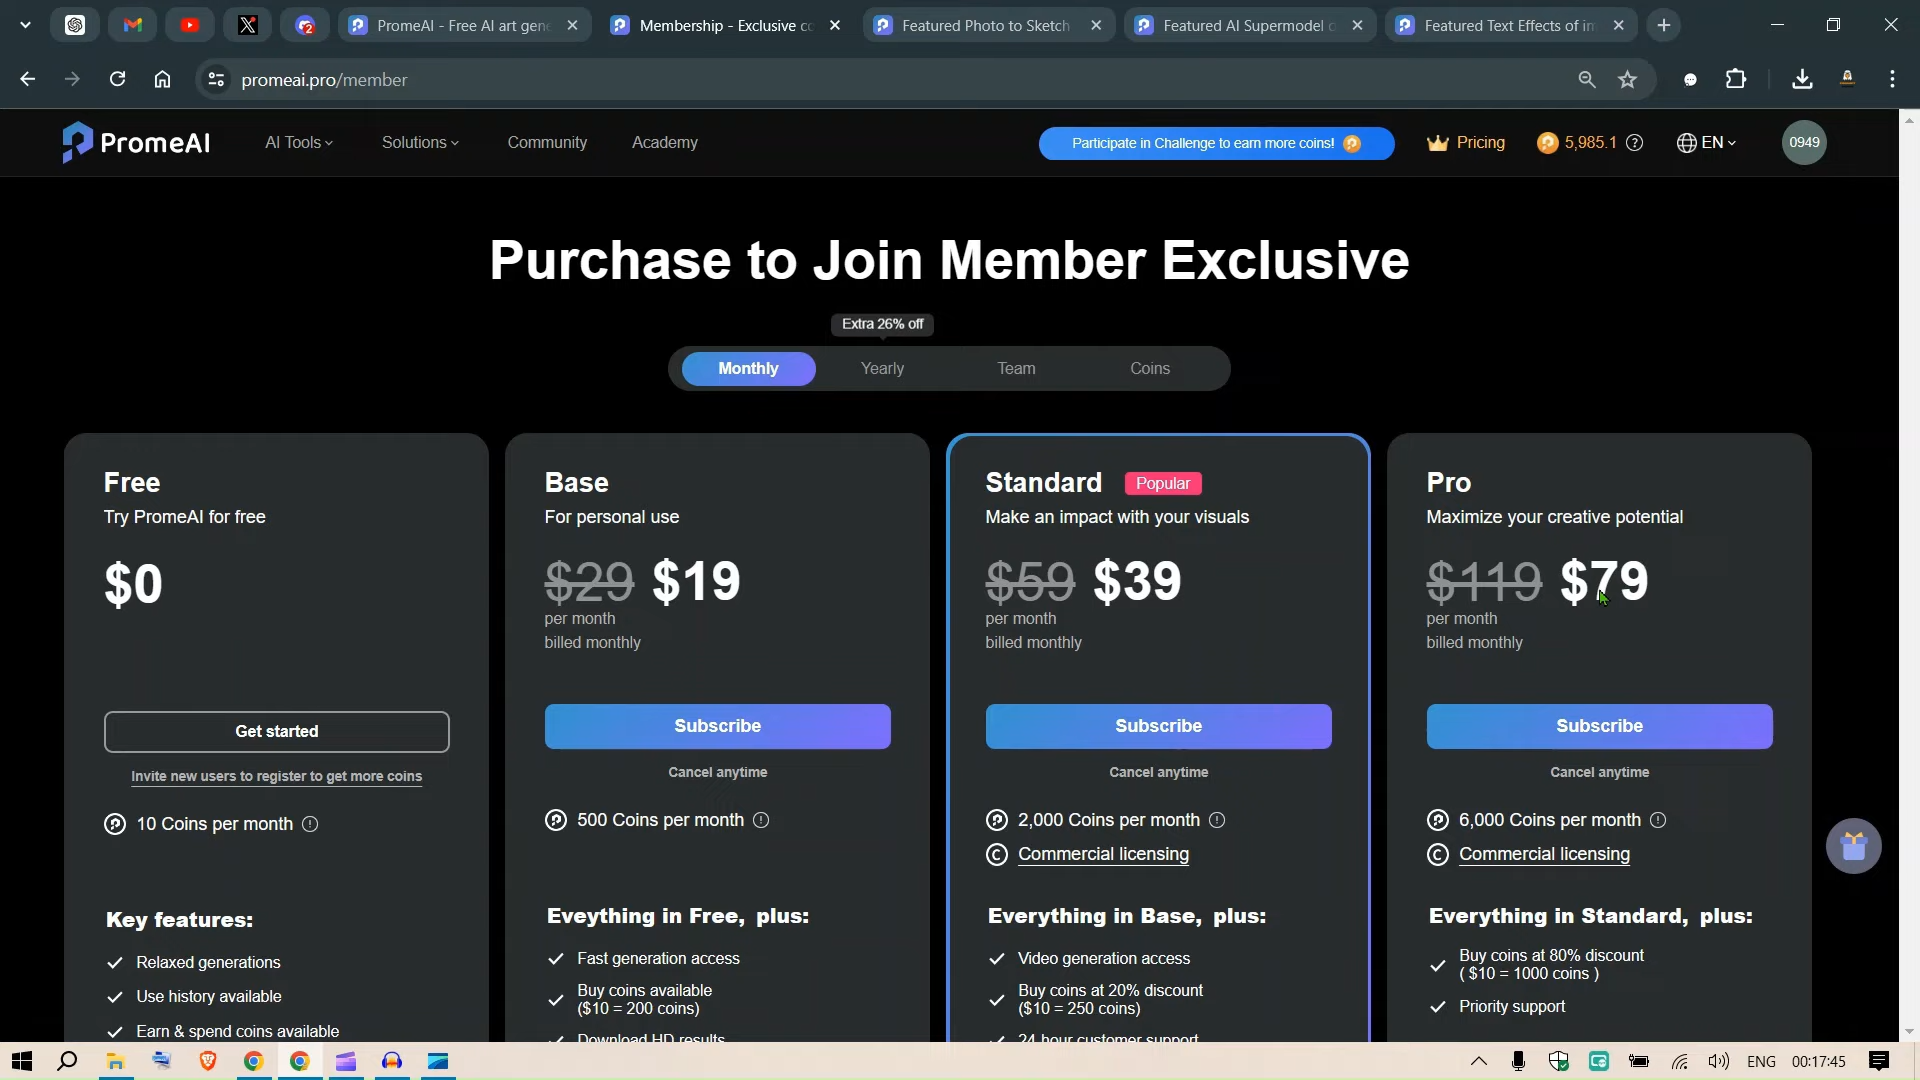 PromeAI - Free AI art gene
Membership - Exclusive co
Featured Photo to Sketch
Featured AI Supermodel o
Featured Text Effects of in
promeai.pro/member
PromeAI
AI Tools
Solutions
Community
Academy
Participate in Challenge to earn more coins!
Pricing
5,985.1
EN
0949
Purchase to Join Member Exclusive
Extra 26% off
Monthly
Yearly
Team
Coins
Free
Try PromeAI for free
$0
Get started
Invite new users to register to get more coins
10 Coins per month
Key features:
Relaxed generations
Use history available
Earn & spend coins available
Base
For personal use
$29 $19
per month
billed monthly
Subscribe
Cancel anytime
500 Coins per month
Eveything in Free, plus:
Fast generation access
Buy coins available
($10 = 200 coins)
Download HD results
Standard
Popular
Make an impact with your visuals
$59 $39
per month
billed monthly
Subscribe
Cancel anytime
2,000 Coins per month
Commercial licensing
Everything in Base, plus:
Video generation access
Buy coins at 20% discount
($10 = 250 coins)
24 hour customer support
Pro
Maximize your creative potential
$119 $79
per month
billed monthly
Subscribe
Cancel anytime
6,000 Coins per month
Commercial licensing
Everything in Standard, plus:
Buy coins at 80% discount
( $10 = 1000 coins )
Priority support
ENG
00:17:45